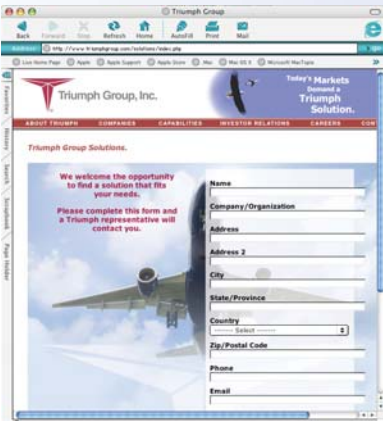 Triumph Group
Back Forward Stop Refresh Home AutoFill Print Mail
Address http://www.triumphgroup.com/solutions/index.php go
Live Home Page Apple Apple Support Apple Store .Mac Mac OS X Microsoft MacTopia
Favorites
History
Search
Scrapbook
Page Holder
Triumph Group, Inc.
Today's Markets
Demand a
Triumph
Solution.
ABOUT TRIUMPH COMPANIES CAPABILITIES INVESTOR RELATIONS CAREERS CON
Triumph Group Solutions.
We welcome the opportunity
to find a solution that fits
your needs.
Please complete this form and
a Triumph representative will
contact you.
Name
Company/Organization
Address
Address 2
City
State/Province
Country
------- Select -------
Zip/Postal Code
Phone
Email